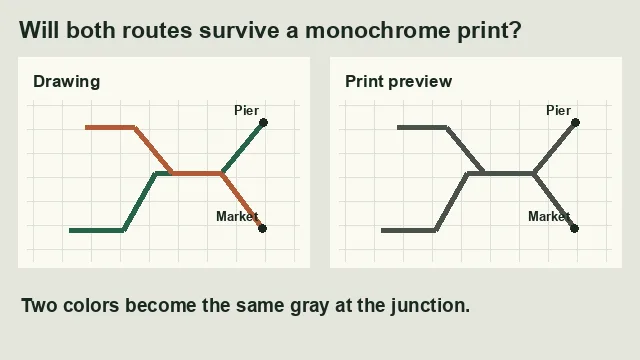 Will both routes survive a monochrome print?
Drawing
Pier
Market
Print preview
Pier
Market
Two colors become the same gray at the junction.